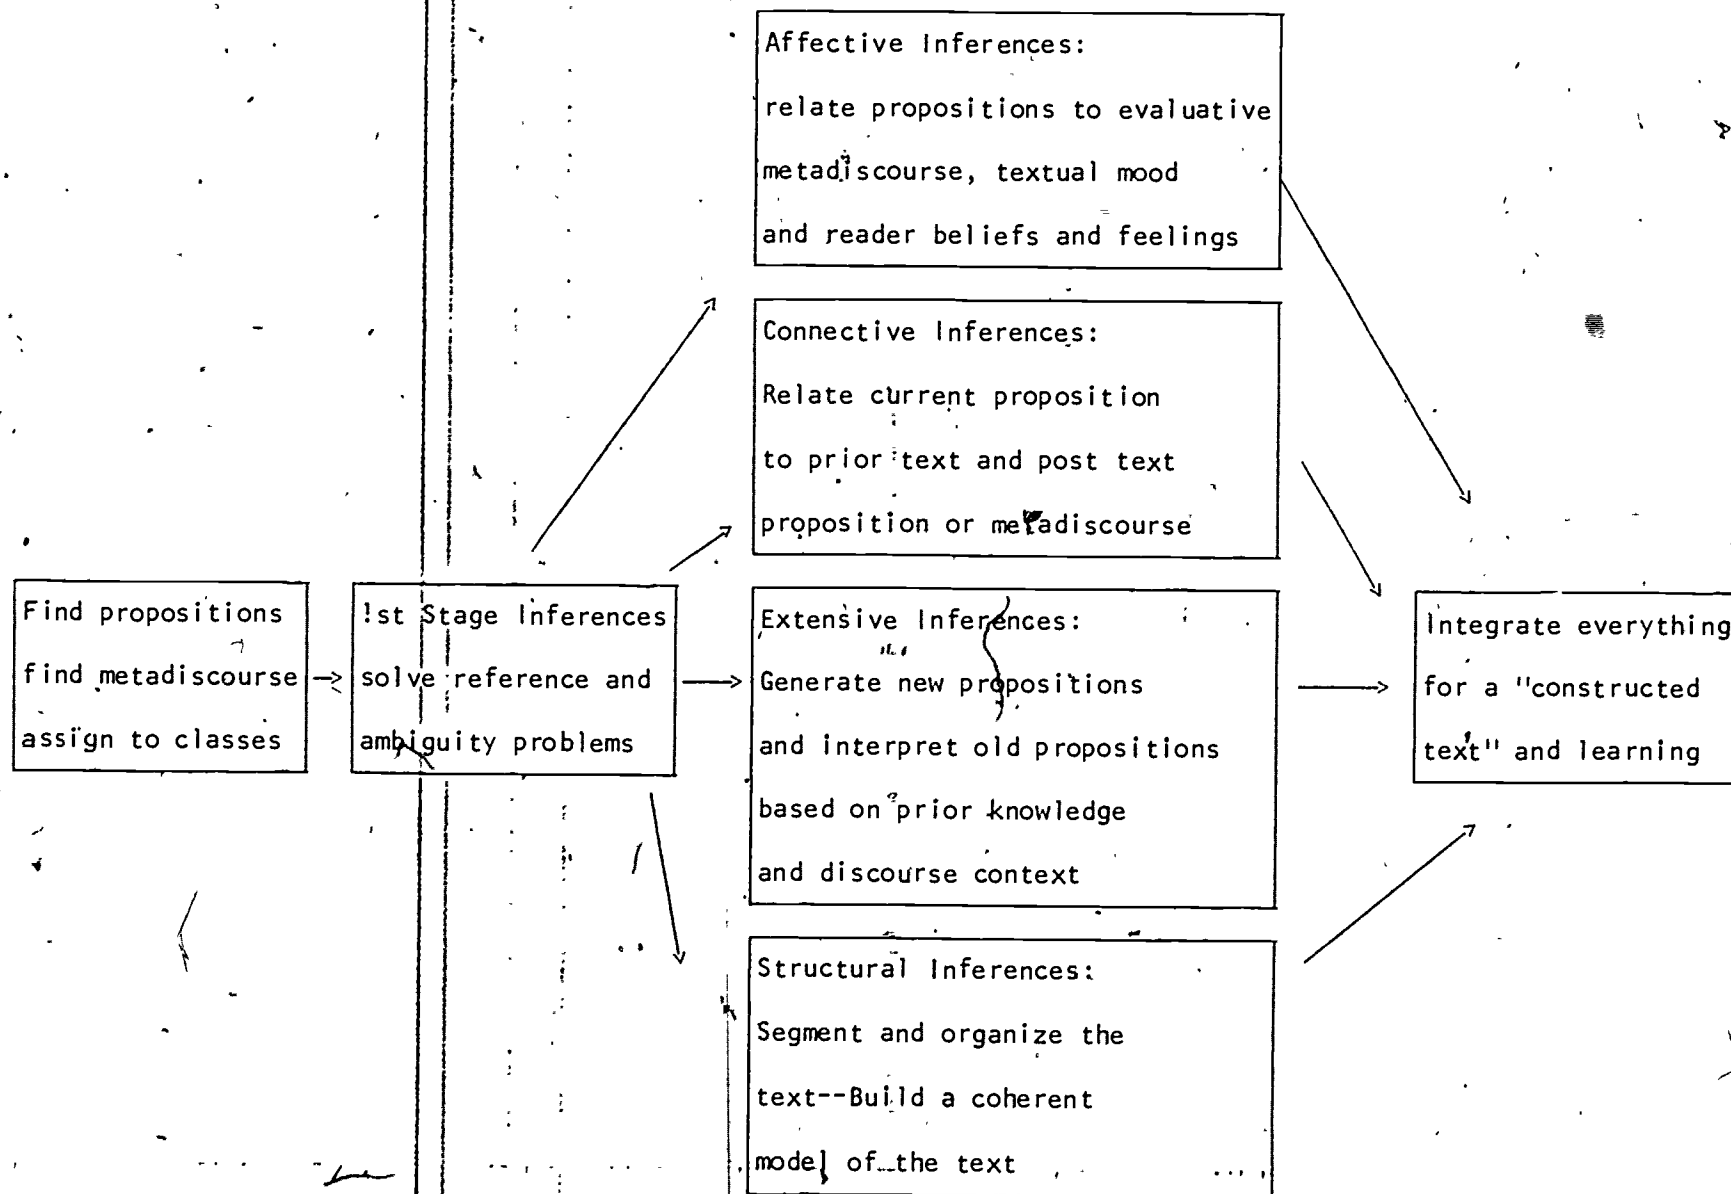 Affective Inferences:
relate propositions to evaluative
metadiscourse, textual mood
and reader beliefs and feelings
Connective Inferences:
Relate current proposition
to prior text and post text
proposition or metadiscourse
Find propositions
find metadiscourse
assign to classes
!st Stage Inferences
solve reference and
ambiguity problems
Extensive Inferences:
Generate new propositions
and interpret old propositions
based on prior knowledge
and discourse context
Integrate everything
for a "constructed
text" and learning
Structural Inferences:
Segment and organize the
text--Build a coherent
model of the text